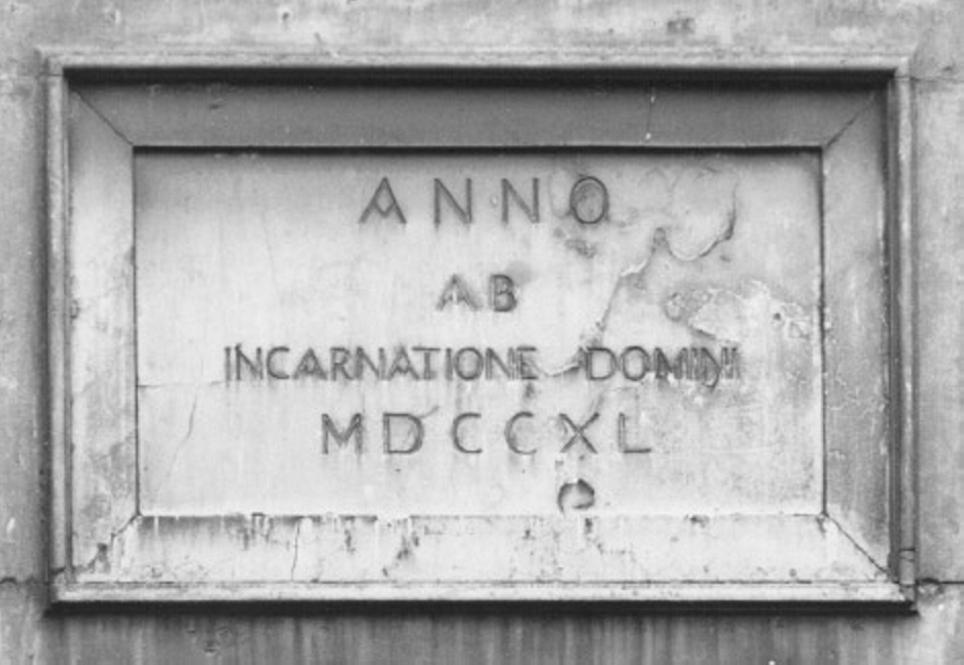 ANNO
AB
INCARNATIONE DOMINI
MDCCXL